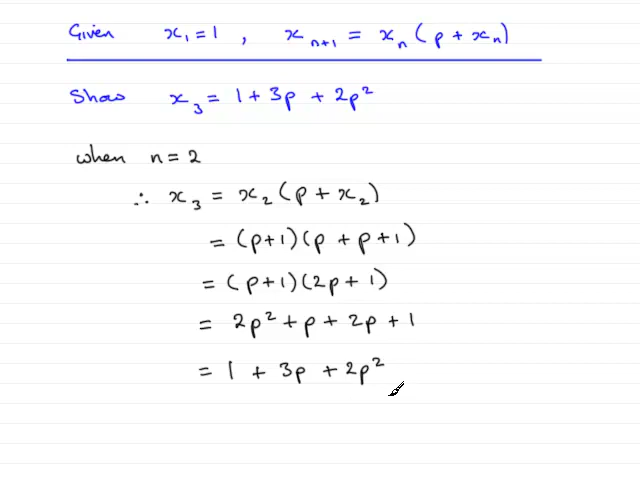 Given x₁ = 1 , xₙ₊₁ = xₙ ( p + xₙ )
Show x₃ = 1 + 3p + 2p²
when n = 2
∴ x₃ = x₂ ( p + x₂ )
= (p+1)(p + p + 1)
= (p+1)(2p + 1)
= 2p² + p + 2p + 1
= 1 + 3p + 2p²